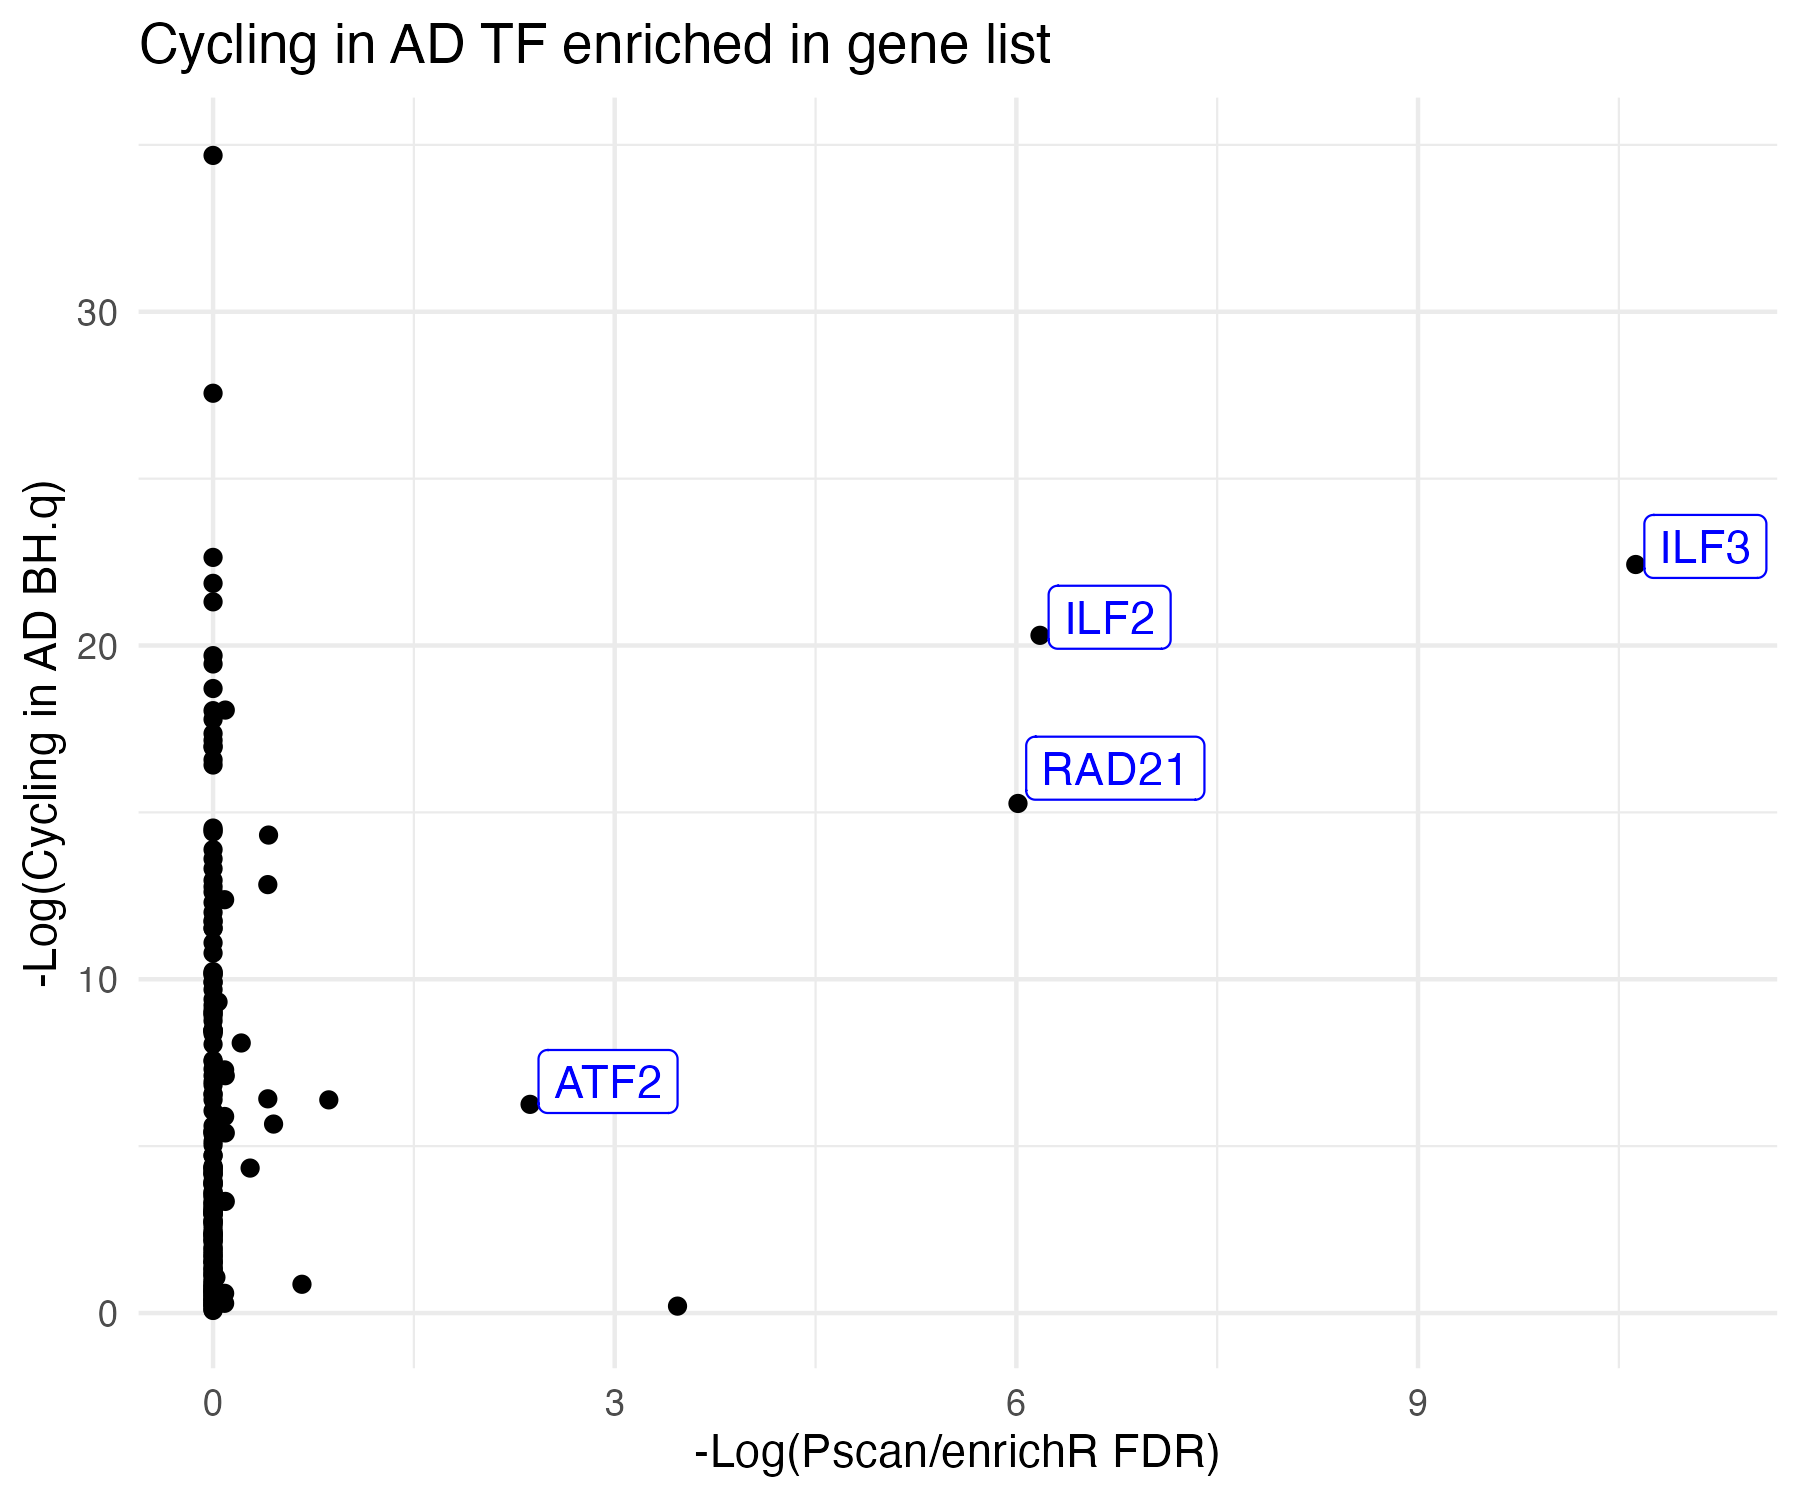 Cycling in AD TF enriched in gene list
-Log(Cycling in AD BH.q)
30
20
10
0
ILF3
ILF2
RAD21
ATF2
0 3 6 9
-Log(Pscan/enrichR FDR)